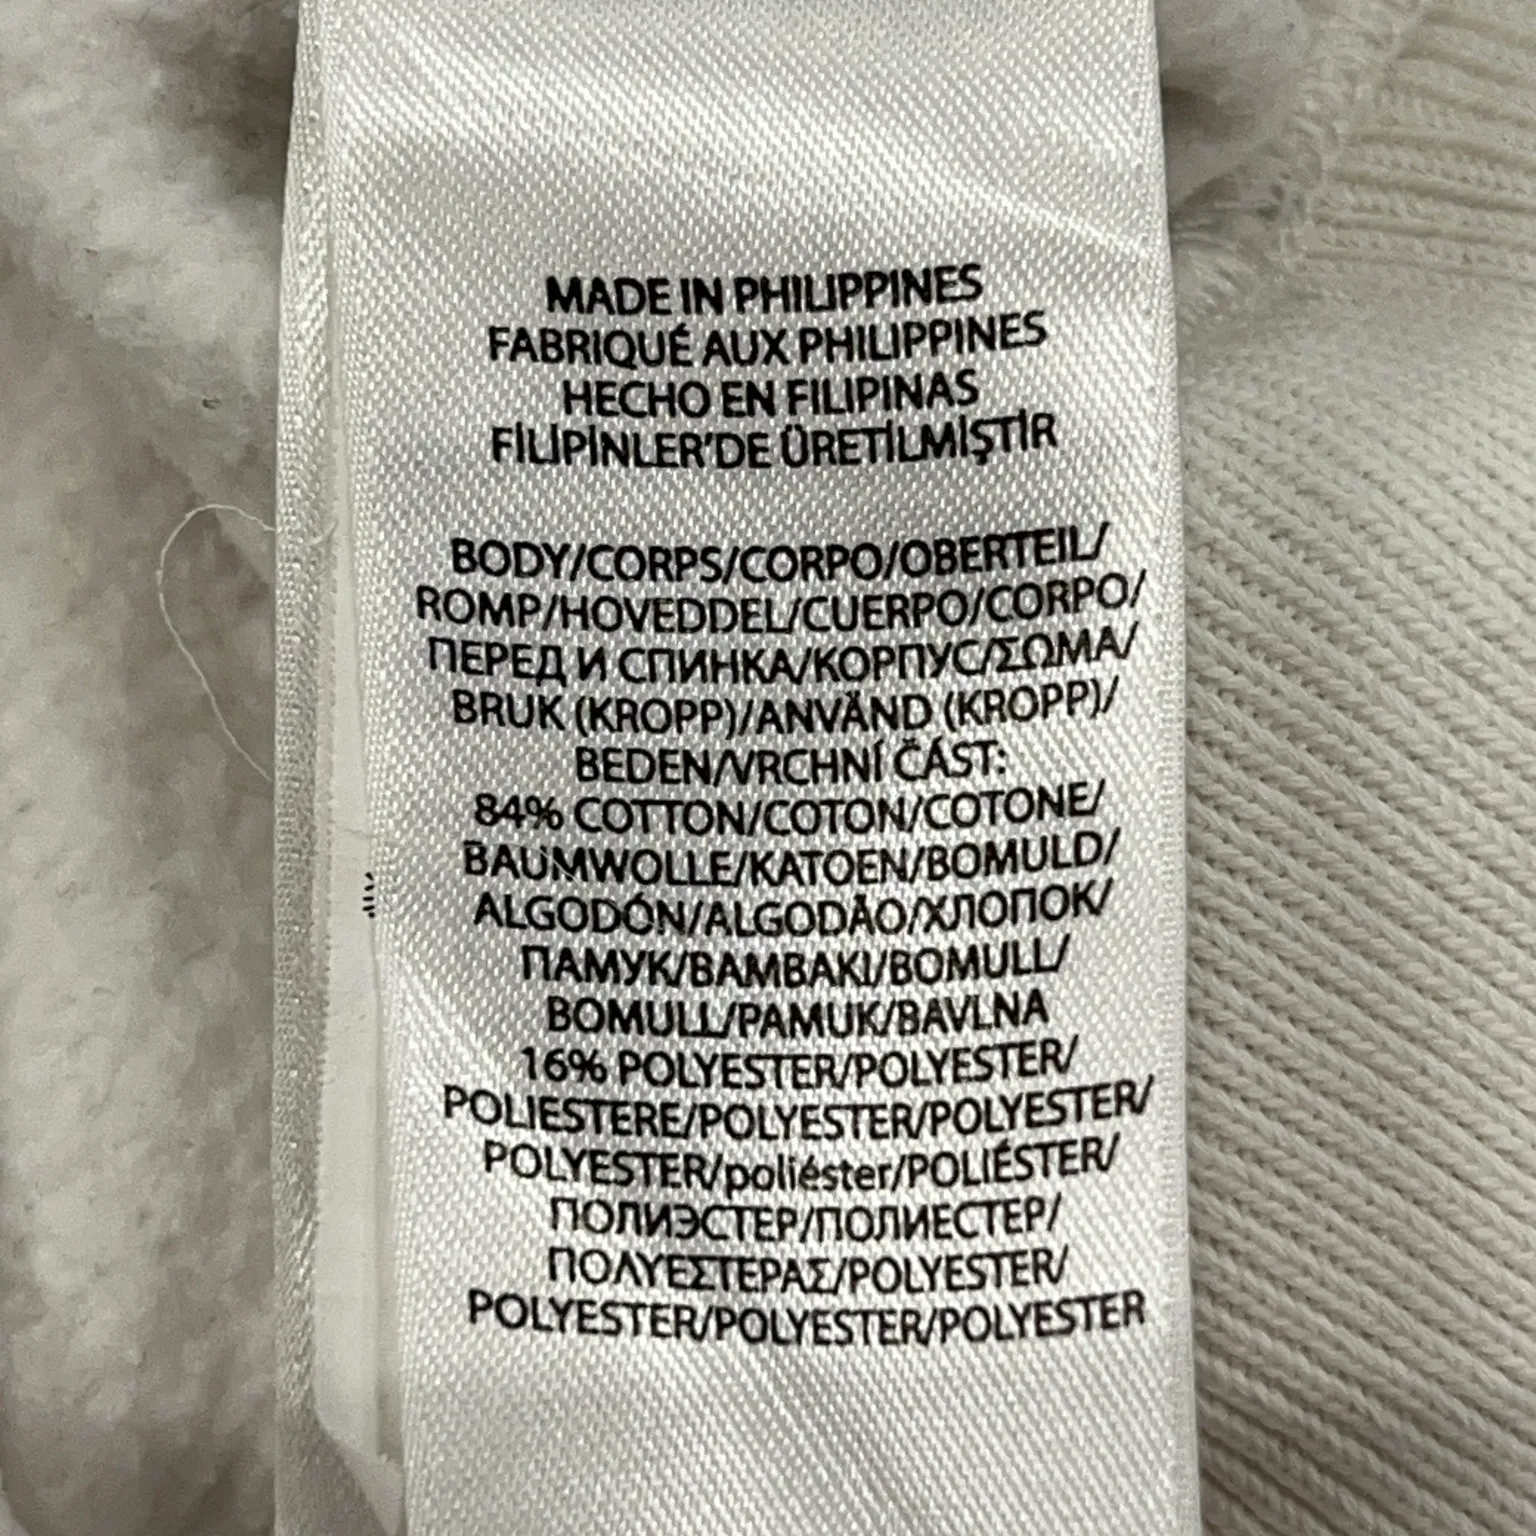 MADE IN PHILIPPINES
FABRIQUÉ AUX PHILIPPINES
HECHO EN FILIPINAS
FİLİPİNLER'DE ÜRETİLMİŞTİR
BODY/CORPS/CORPO/OBERTEIL/
ROMP/HOVEDDEL/CUERPO/CORPO/
ПЕРЕД И СПИНКА/КОРПУС/ΣΩΜΑ/
BRUK (KROPP)/ANVÄND (KROPP)/
BEDEN/VRCHNÍ ČÁST:
84% COTTON/COTON/COTONE/
BAUMWOLLE/KATOEN/BOMULD/
ALGODÓN/ALGODÃO/ХЛОПОК/
ПАМУК/BAMBAKI/BOMULL/
BOMULL/PAMUK/BAVLNA
16% POLYESTER/POLYESTER/
POLIESTERE/POLYESTER/POLYESTER/
POLYESTER/poliéster/POLIÉSTER/
ПОЛИЭСТЕР/ПОЛИЕСТЕР/
ΠΟΛΥΕΣΤΕΡΑΣ/POLYESTER/
POLYESTER/POLYESTER/POLYESTER